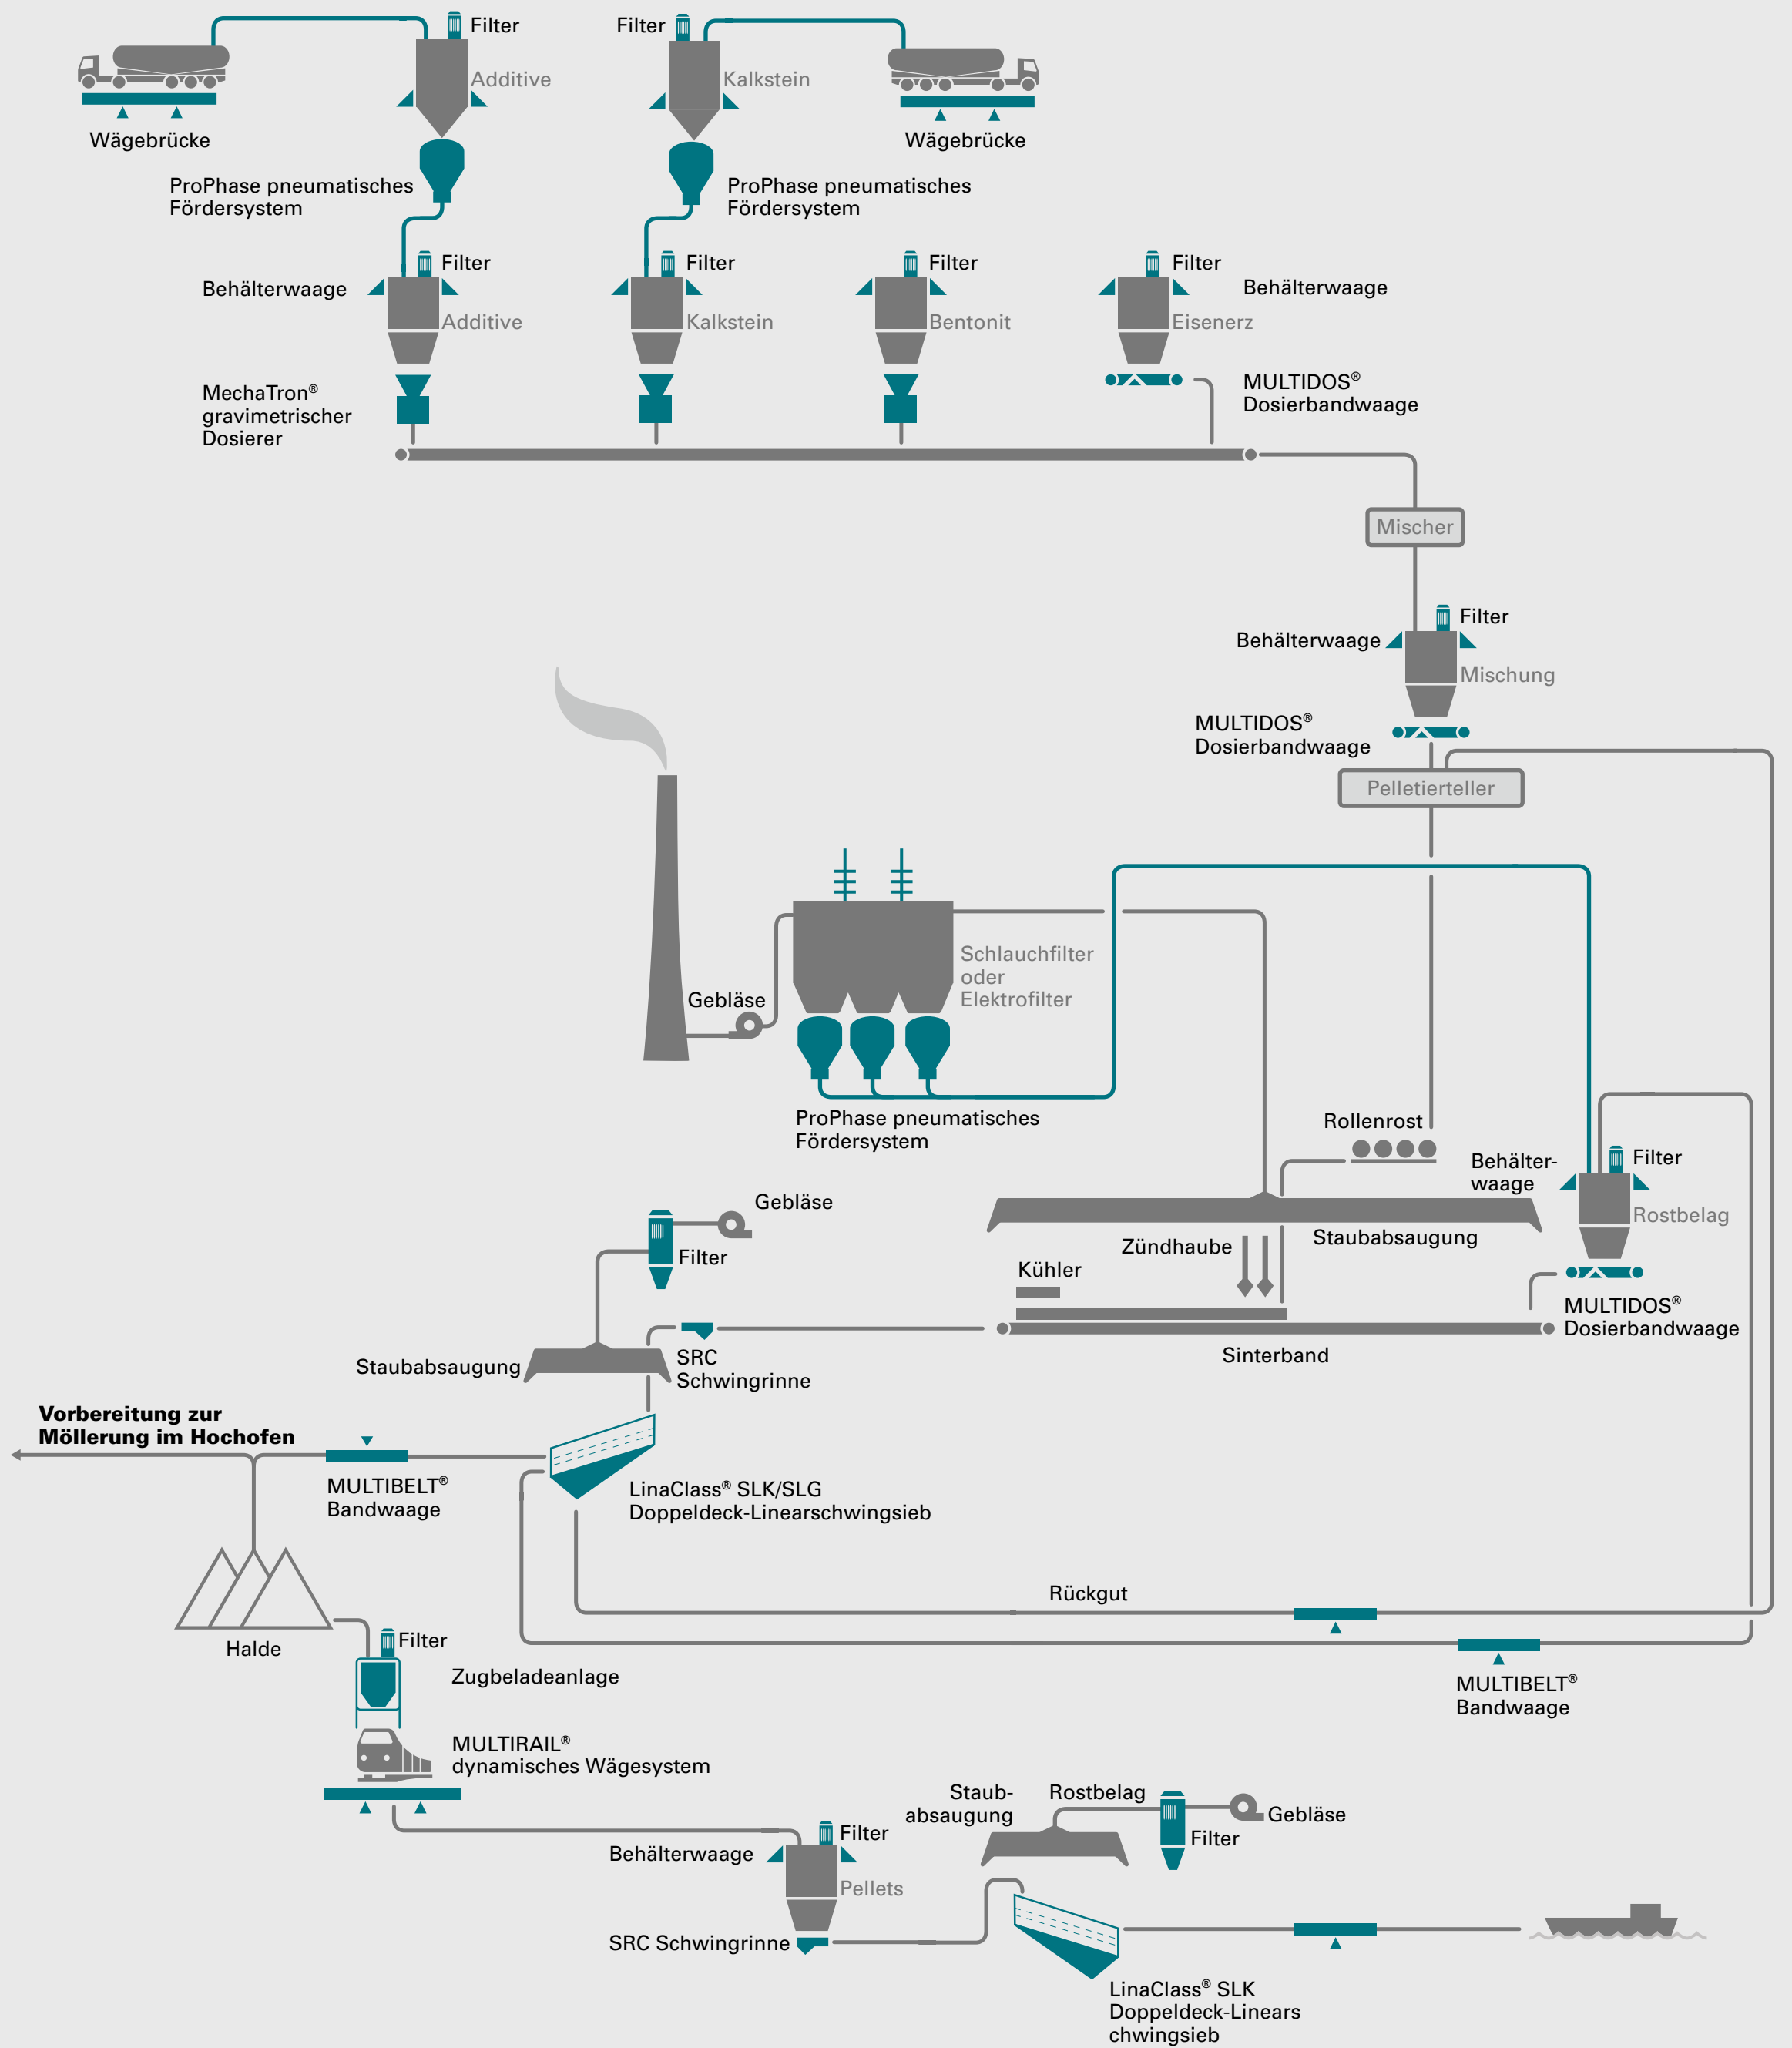 Filter
Filter
Additive
Kalkstein
Wägebrücke
Wägebrücke
ProPhase pneumatisches
Fördersystem
ProPhase pneumatisches
Fördersystem
Filter
Filter
Filter
Filter
Behälterwaage
Behälterwaage
Additive
Kalkstein
Bentonit
Eisenerz
MechaTron®
gravimetrischer
Dosierer
MULTIDOS®
Dosierbandwaage
Mischer
Filter
Behälterwaage
Mischung
MULTIDOS®
Dosierbandwaage
Pelletierteller
Schlauchfilter
oder
Elektrofilter
Gebläse
ProPhase pneumatisches
Fördersystem
Rollenrost
Behälter-
waage
Filter
Rostbelag
Gebläse
Filter
Zündhaube
Staubabsaugung
Kühler
MULTIDOS®
Dosierbandwaage
Sinterband
Staubabsaugung
SRC
Schwingrinne
Vorbereitung zur
Möllerung im Hochofen
MULTIBELT®
Bandwaage
LinaClass® SLK/SLG
Doppeldeck-Linearschwingsieb
Rückgut
Halde
Filter
Zugbeladeanlage
MULTIBELT®
Bandwaage
MULTIRAIL®
dynamisches Wägesystem
Staub-
absaugung
Rostbelag
Gebläse
Filter
Filter
Behälterwaage
Pellets
SRC Schwingrinne
LinaClass® SLK
Doppeldeck-Linears
chwingsieb